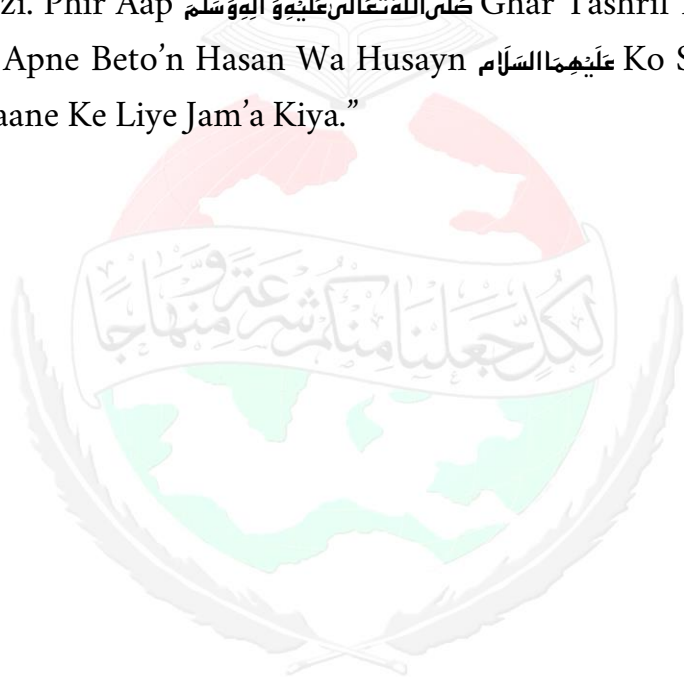 zi. Phir Aap صَلَّى اللهُ تَعَالٰى عَلَيْهِ وَ آلِهٖ وَسَلَّمَ Ghar Tashrif
Apne Beto'n Hasan Wa Husayn عَلَيْهِمَا السَّلَام Ko S
aane Ke Liye Jam'a Kiya.”
لِكُلٍّ جَعَلْنَا مِنْكُمْ شِرْعَةً وَّمِنْهَاجًا